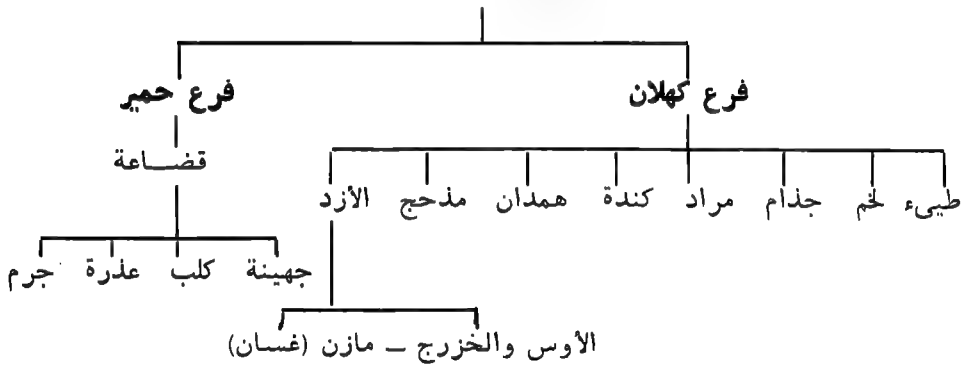 فرع كهلان فرع حمير
قضاعة
طيىء لخم جذام مراد كندة همدان مذحج الأزد
جهينة كلب عذرة جرم
الأوس والخزرج – مازن (غسان)